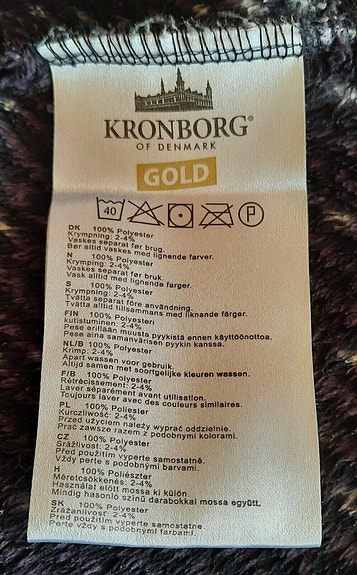 KRONBORG®
OF DENMARK
GOLD
40 P
DK 100% Polyester
Krympning: 2-4%
Vaskes separat før brug.
Bør altid vaskes med lignende farver.
N 100% Polyester
Krymping: 2-4%
Vaskes separat før bruk.
Vask alltid med lignende farger.
S 100% Polyester
Krympning: 2-4%
Tvätta separat före användning.
Tvätta alltid tillsammans med liknande färger.
FIN 100% Polyesteri
kutistuminen: 2-4%
Pese erillään muusta pyykistä ennen käyttöönottoa.
Pese aina samanvärisen pyykin kanssa.
NL/B 100% Polyester
Krimp: 2-4%
Apart wassen voor gebruik.
Altijd samen met soortgelijke kleuren wassen.
F/B 100% Polyester
Rétrécissement: 2-4%
Laver séparément avant utilisation.
Toujours laver avec des couleurs similaires.
PL 100% Poliester
Kurczliwość: 2-4%
Przed użyciem należy wyprać oddzielnie.
Prać zawsze razem z podobnymi kolorami.
CZ 100% Polyester
Srážlivost: 2-4%
Před použitím vyperte samostatně.
Vždy perte s podobnými barvami.
H 100% Poliészter
Méretcsökkenés: 2-4%
Használat előtt mossa ki külön.
Mindig hasonló színű darabokkal mossa együtt.
SK 100% Polyester
Zrážanlivosť: 2-4%
Pred použitím vyperte samostatne.
Perte vždy s podobnými farbami.